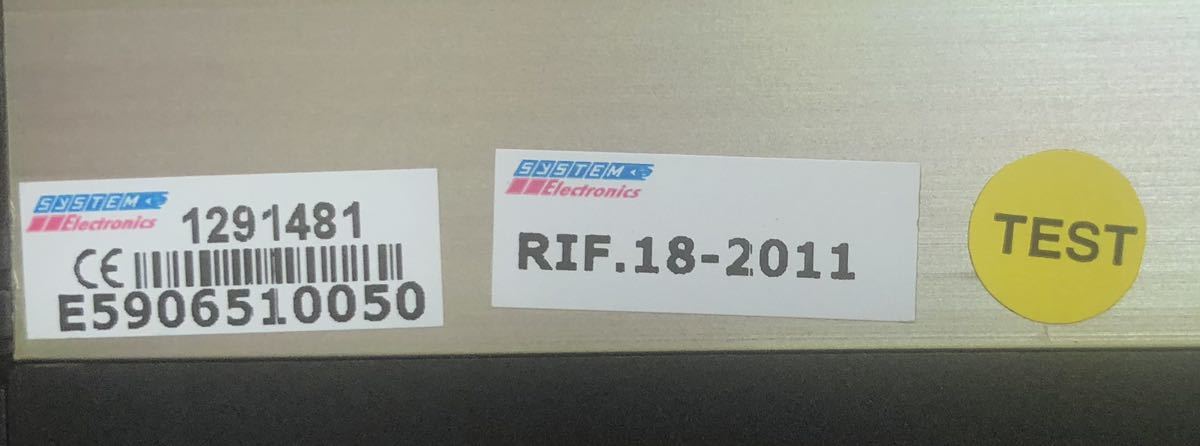 SYSTEM
Electronics
1291481
CE
E5906510050
SYSTEM
Electronics
RIF.18-2011
TEST